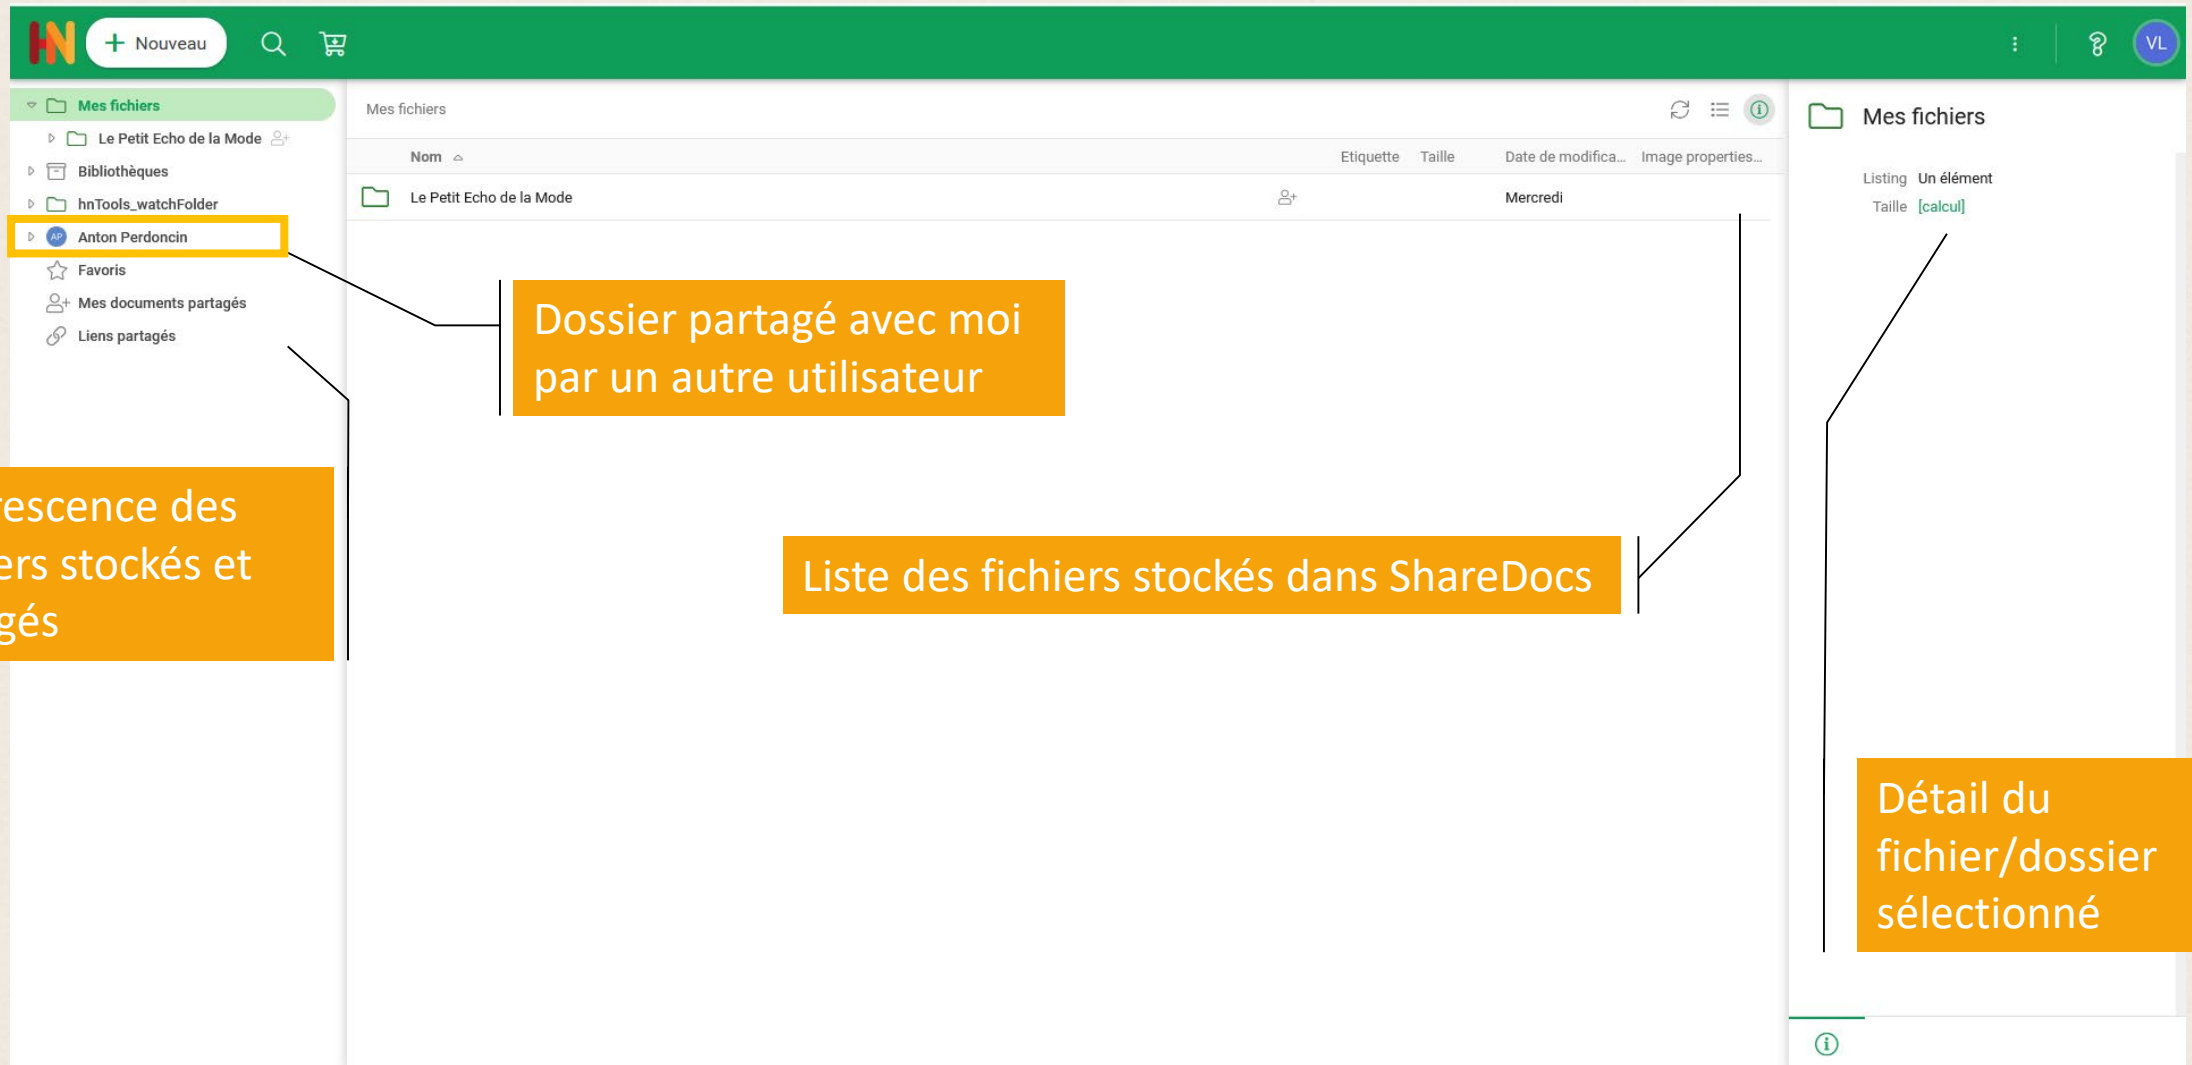 HN
+ Nouveau
VL
Mes fichiers
Le Petit Echo de la Mode
Bibliothèques
hnTools_watchFolder
AP Anton Perdoncin
Favoris
Mes documents partagés
Liens partagés
Mes fichiers
Nom Etiquette Taille Date de modifica... Image properties...
Le Petit Echo de la Mode Mercredi
Mes fichiers
Listing Un élément
Taille [calcul]
Dossier partagé avec moi
par un autre utilisateur
rescence des
ers stockés et
gés
Liste des fichiers stockés dans ShareDocs
Détail du
fichier/dossier
sélectionné